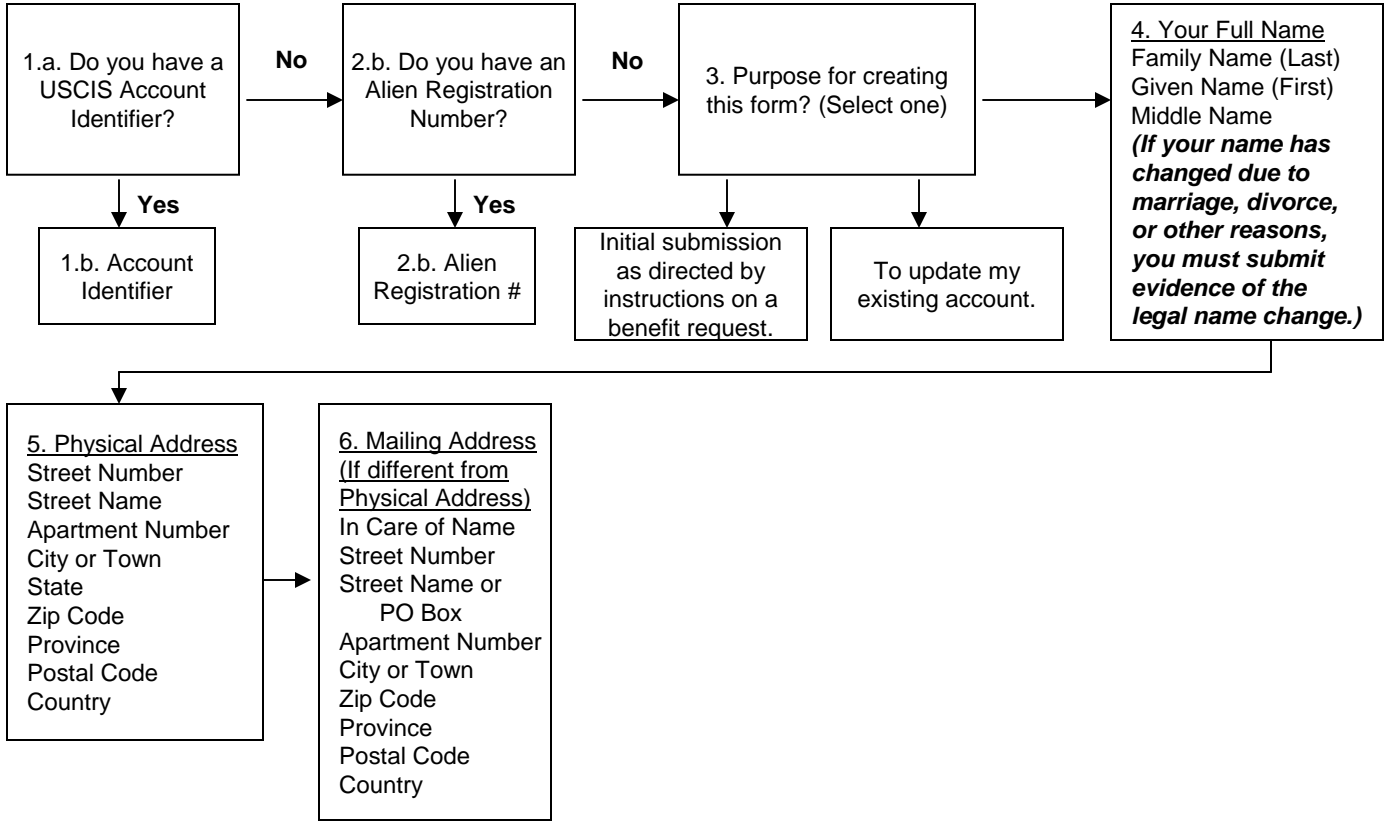 1.a. Do you have a
USCIS Account
Identifier?
No
2.b. Do you have an
Alien Registration
Number?
No
3. Purpose for creating
this form? (Select one)
4. Your Full Name
Family Name (Last)
Given Name (First)
Middle Name
(If your name has
changed due to
marriage, divorce,
or other reasons,
you must submit
evidence of the
legal name change.)
Yes
1.b. Account
Identifier
Yes
2.b. Alien
Registration #
Initial submission
as directed by
instructions on a
benefit request.
To update my
existing account.
5. Physical Address
Street Number
Street Name
Apartment Number
City or Town
State
Zip Code
Province
Postal Code
Country
6. Mailing Address
(If different from
Physical Address)
In Care of Name
Street Number
Street Name or
PO Box
Apartment Number
City or Town
Zip Code
Province
Postal Code
Country